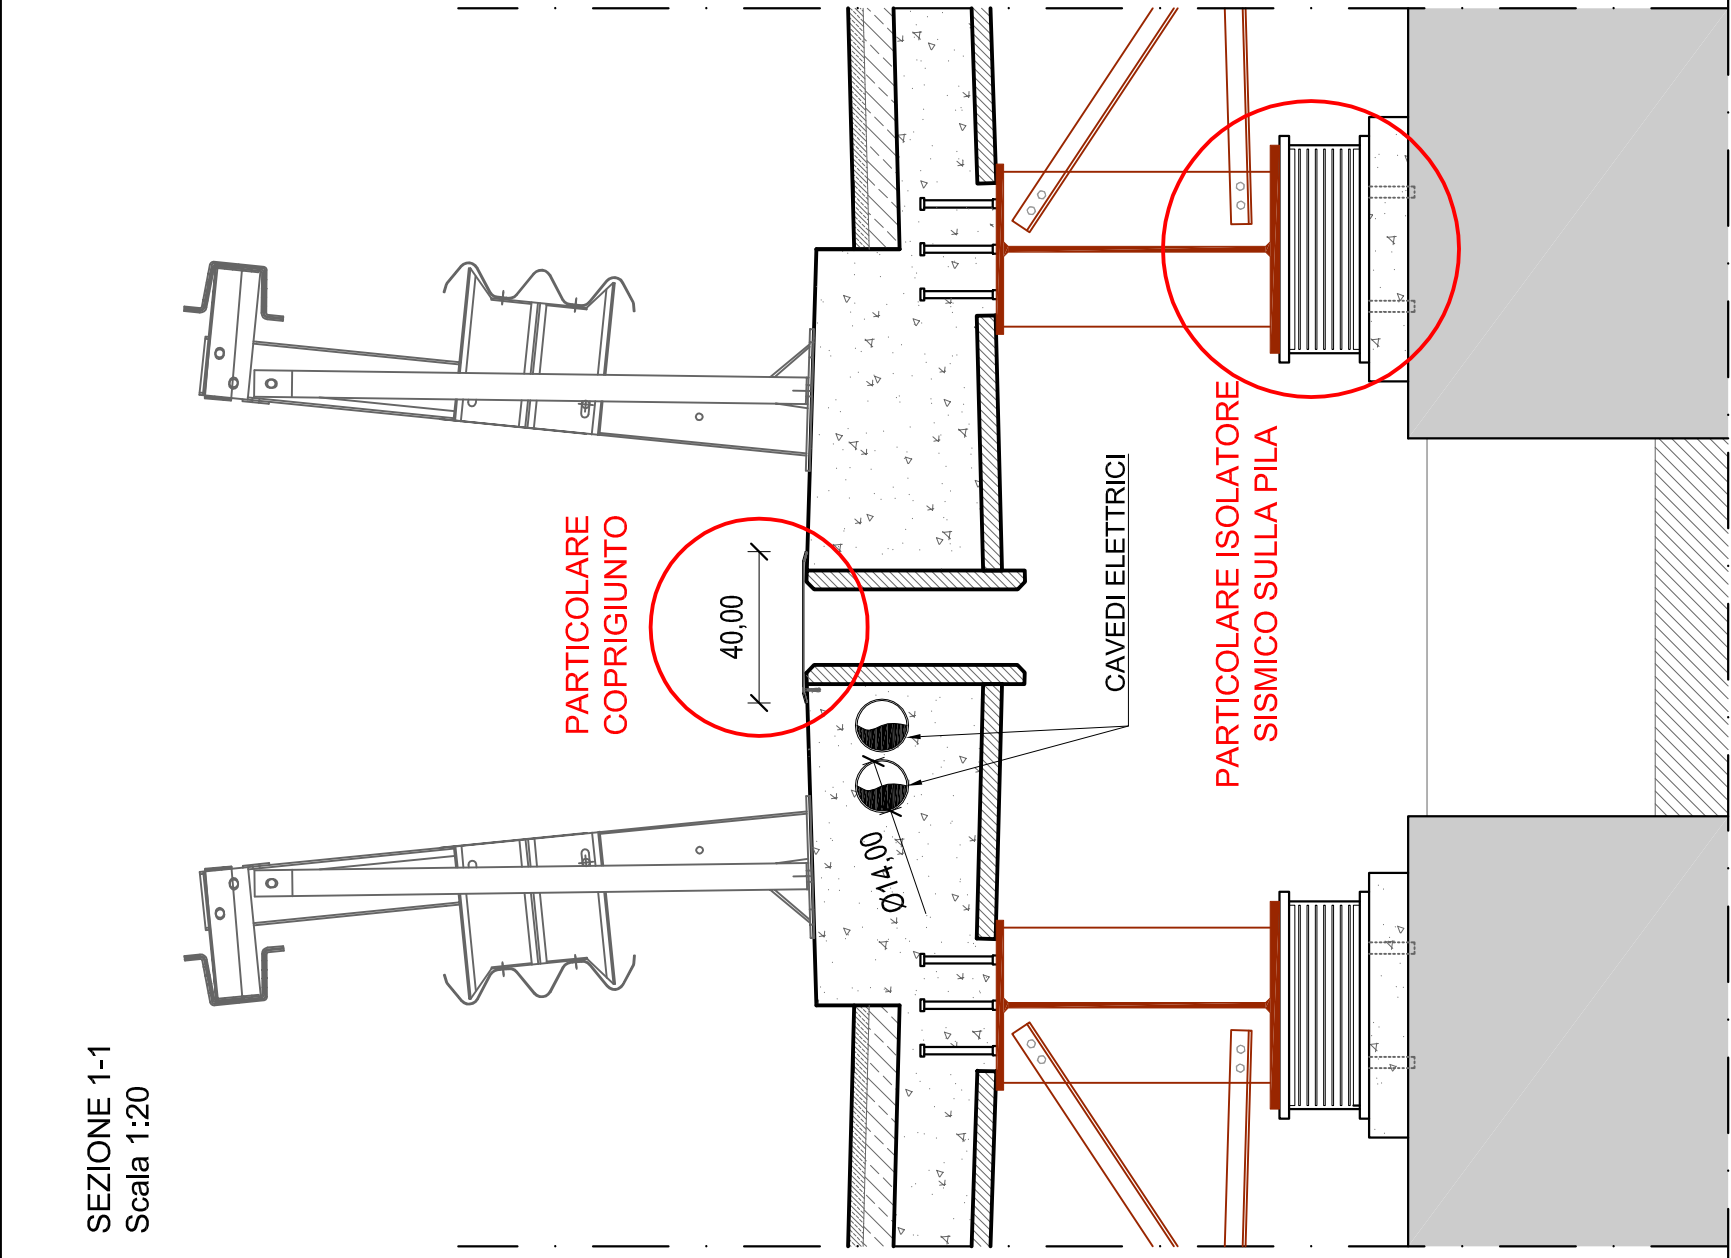 SEZIONE 1-1
Scala 1:20
PARTICOLARE
COPRIGIUNTO
40,00
Ø14,00
CAVEDI ELETTRICI
PARTICOLARE ISOLATORE
SISMICO SULLA PILA